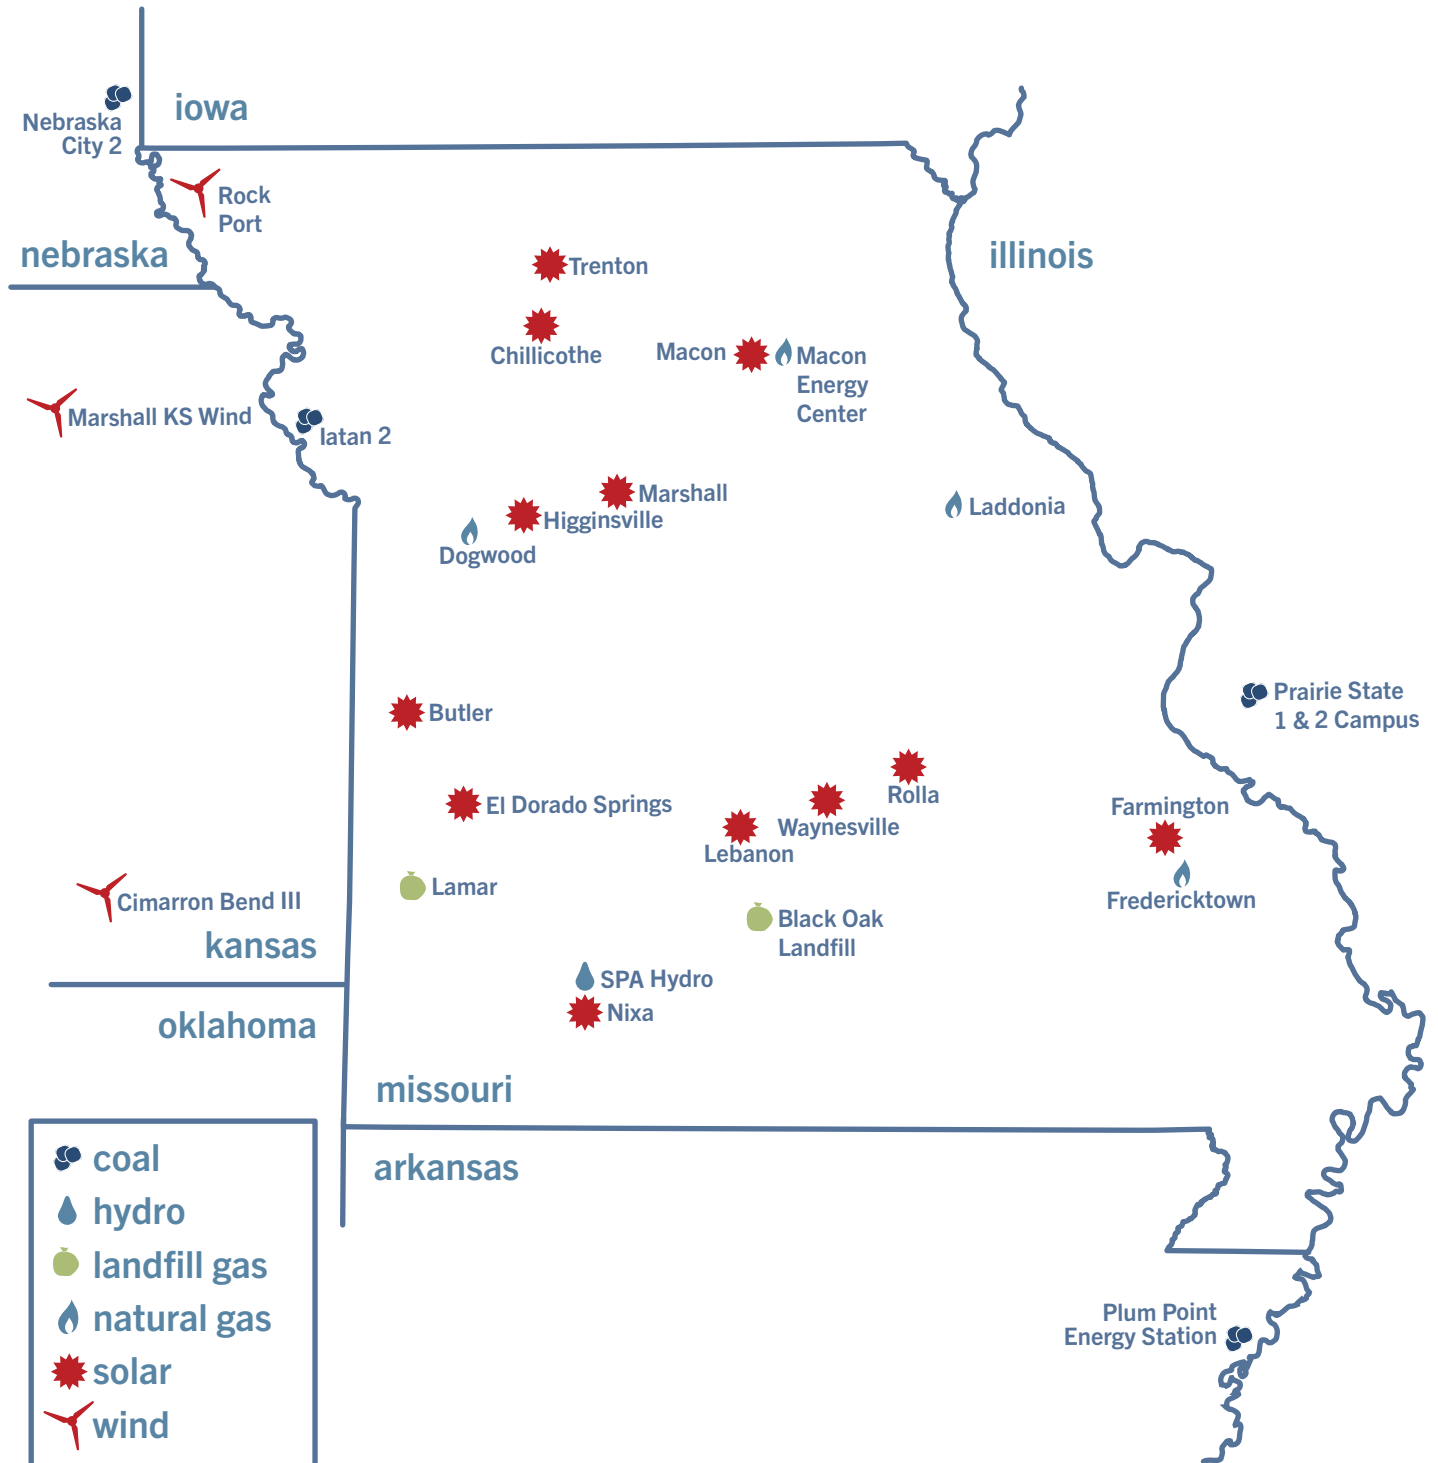 iowa
Nebraska
City 2
Rock
Port
nebraska
illinois
Trenton
Chillicothe
Macon
Macon
Energy
Center
Marshall KS Wind
Iatan 2
Marshall
Higginsville
Laddonia
Dogwood
Prairie State
1 & 2 Campus
Butler
Rolla
El Dorado Springs
Farmington
Waynesville
Lebanon
Lamar
Cimarron Bend III
Fredericktown
Black Oak
Landfill
kansas
SPA Hydro
Nixa
oklahoma
missouri
arkansas
coal
hydro
landfill gas
natural gas
solar
wind
Plum Point
Energy Station